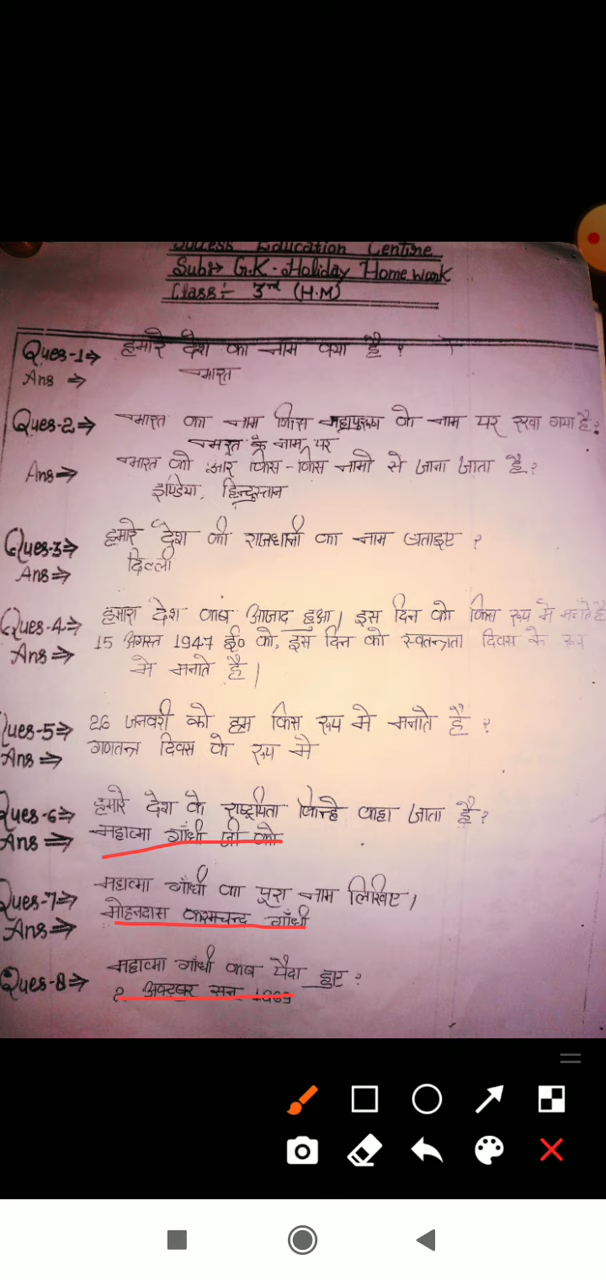 Success Education Centre
Sub:- G.K - Holiday Home Work
Class:- 3rd (H.M)
Ques-1⇒ हमारे देश का नाम क्या है ?
Ans ⇒ भारत
Ques-2⇒ भारत का नाम किस महापुरुष के नाम पर रखा गया है ?
भरत के नाम पर
Ans ⇒ भारत को और किस-किस नामो से जाना जाता है ?
इण्डिया, हिन्दुस्तान
Ques-3⇒ हमारे देश की राजधानी का नाम बताइए ?
Ans ⇒ दिल्ली
Ques-4⇒ हमारा देश कब आजाद हुआ। इस दिन को किस रूप मे मनाते है
Ans ⇒ 15 अगस्त 1947 ई० को, इस दिन को स्वतन्त्रता दिवस के रूप
मे मनाते है।
Ques-5⇒ 26 जनवरी को हम किस रूप मे मनाते है ?
Ans ⇒ गणतन्त्र दिवस के रूप मे
Ques-6⇒ हमारे देश के राष्ट्रपिता किन्हे कहा जाता है ?
Ans ⇒ महात्मा गाँधी जी को
Ques-7⇒ महात्मा गाँधी का पूरा नाम लिखिए।
Ans ⇒ मोहनदास करमचन्द गाँधी
Ques-8⇒ महात्मा गाँधी कब पैदा हुए ?
2 अक्टूबर सन 1869